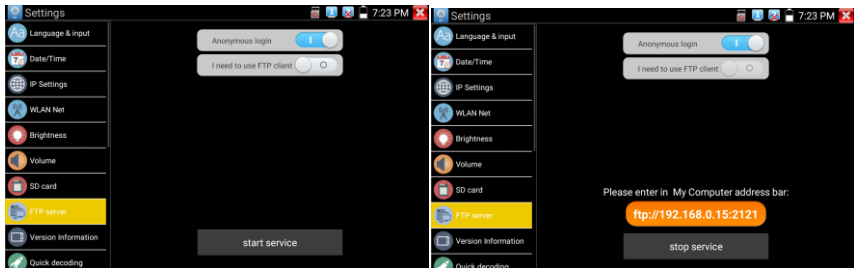 Settings
7:23 PM
Language & input
Date/Time
IP Settings
WLAN Net
Brightness
Volume
SD card
FTP server
Version Information
Quick decoding
Anonymous login
I need to use FTP client
start service
Settings
7:23 PM
Language & input
Date/Time
IP Settings
WLAN Net
Brightness
Volume
SD card
FTP server
Version Information
Quick decoding
Anonymous login
I need to use FTP client
Please enter in My Computer address bar:
ftp://192.168.0.15:2121
stop service